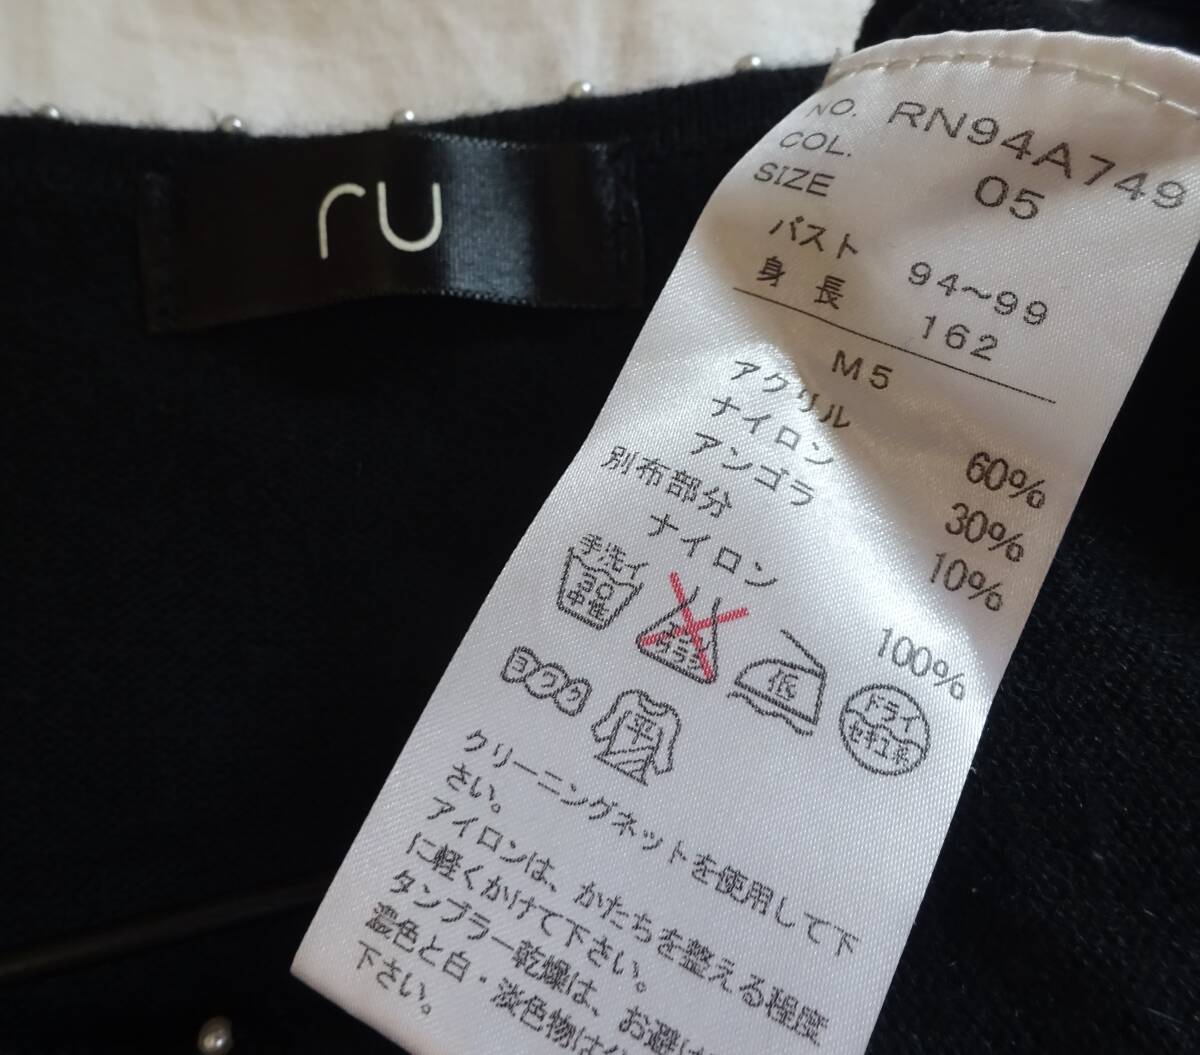 ru
NO. RN94A749
COL. 05
SIZE
バスト 94~99
身長 162
M5
アクリル 60%
ナイロン 30%
アンゴラ 10%
別布部分
ナイロン 100%
手洗イ
30
中性
エンソ
サラシ
低
ドライ
セキユ系
ヨワク
平
クリーニングネットを使用して下
さい。
アイロンは、かたちを整える程度
に軽くかけて下さい。
タンブラー乾燥は、お避け
濃色と白・淡色物は
下さい。